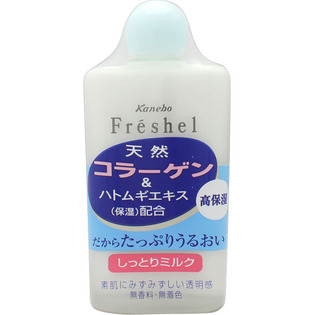 Kanebo
Fréshel
天然
コラーゲン
&
ハトムギエキス
(保湿)配合
高保湿
だからたっぷりうるおい
しっとりミルク
素肌にみずみずしい透明感
無香料・無着色